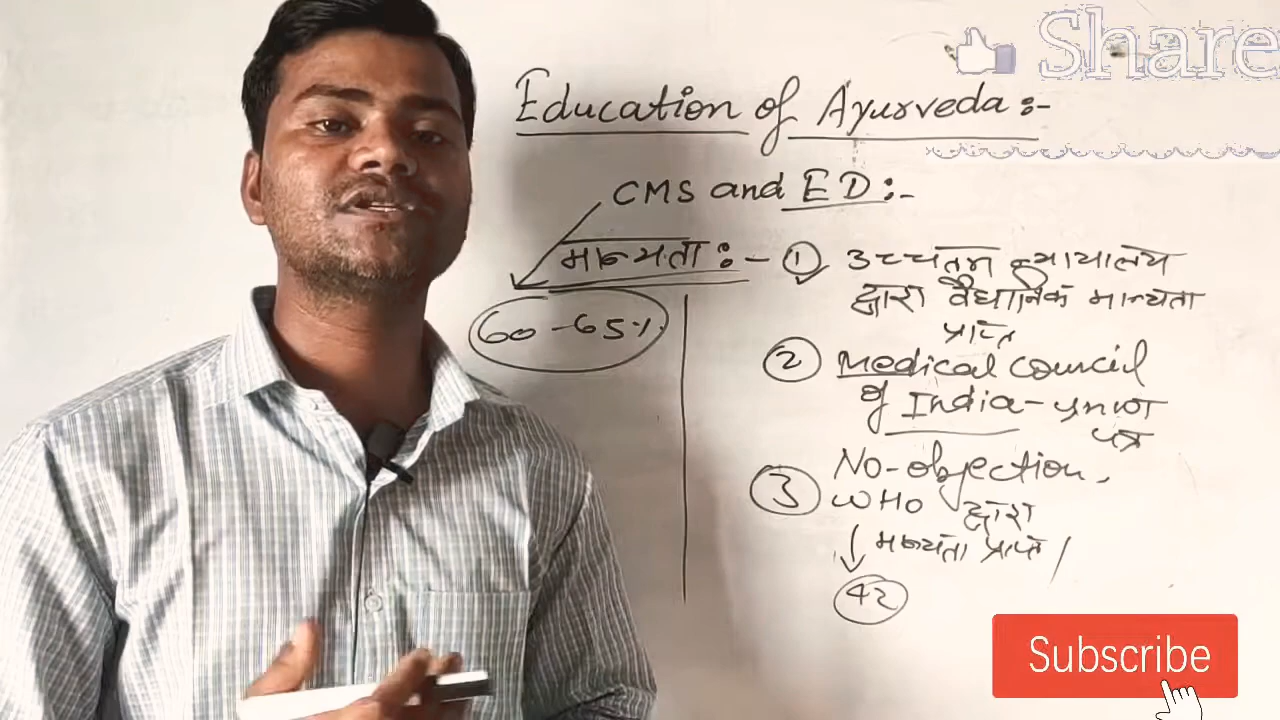 Share
Education of Ayurveda :-
CMS and ED :-
मान्यता : - 1 उच्चतम न्यायालय
द्वारा वैधानिक मान्यता
प्राप्त
60-65%
2 Medical council
of India - प्रमाण
पत्र
3 No-objection,
WHO द्वारा
मान्यता प्राप्त /
42
Subscribe